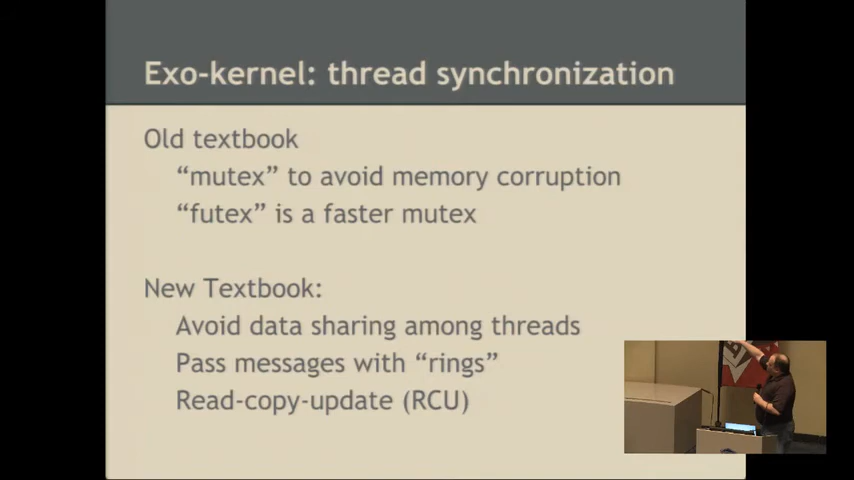 Exo-kernel: thread synchronization
Old textbook
“mutex” to avoid memory corruption
“futex” is a faster mutex
New Textbook:
Avoid data sharing among threads
Pass messages with “rings”
Read-copy-update (RCU)